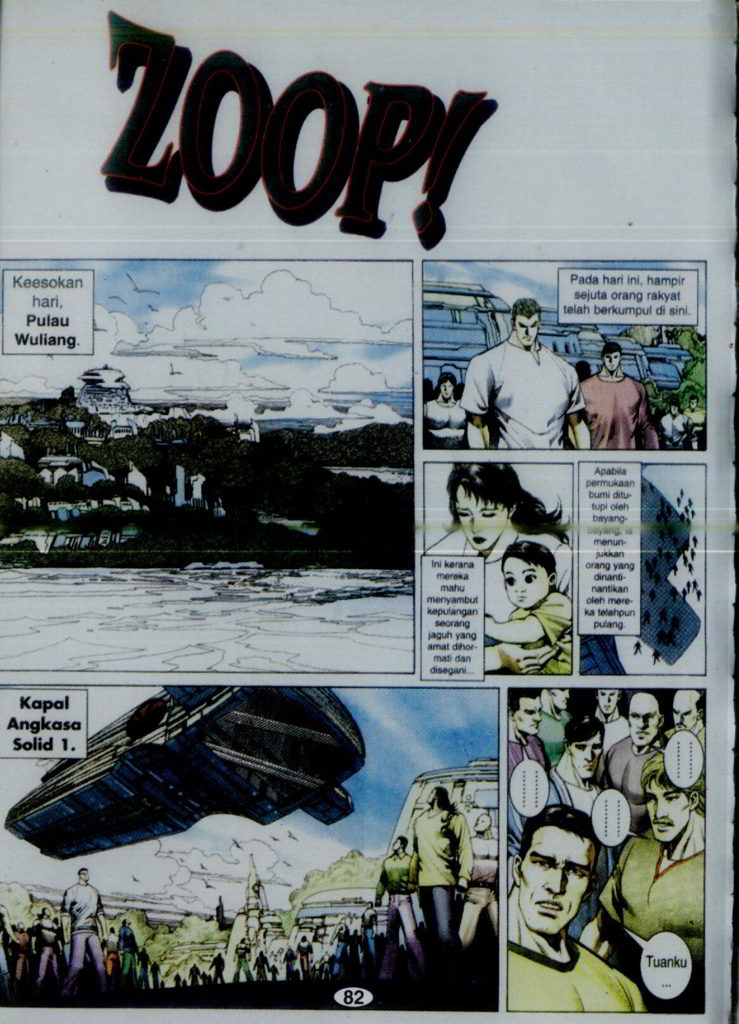 ZOOP!
Keesokan
hari,
Pulau
Wuliang.
Pada hari ini, hampir
sejuta orang rakyat
telah berkumpul di sini.
Ini kerana
mereka
mahu
menyambut
kepulangan
seorang
jaguh yang
amat dihor-
mati dan
disegani...
Apabila
permukaan
bumi ditu-
tupi oleh
bayang-
bayang, ia
menun-
jukkan
orang yang
dinanti-
nantikan
oleh mere-
ka telahpun
pulang.
Kapal
Angkasa
Solid 1.
......
......
......
Tuanku
...
82